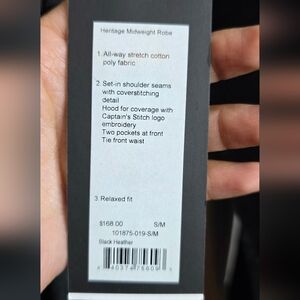 Heritage Midweight Robe
1. All-way stretch cotton
poly fabric
2. Set-in shoulder seams
with coverstitching
detail
Hood for coverage with
Captain's Stitch logo
embroidery
Two pockets at front
Tie front waist
3. Relaxed fit
$168.00 S/M
101875-019-S/M
Black Heather